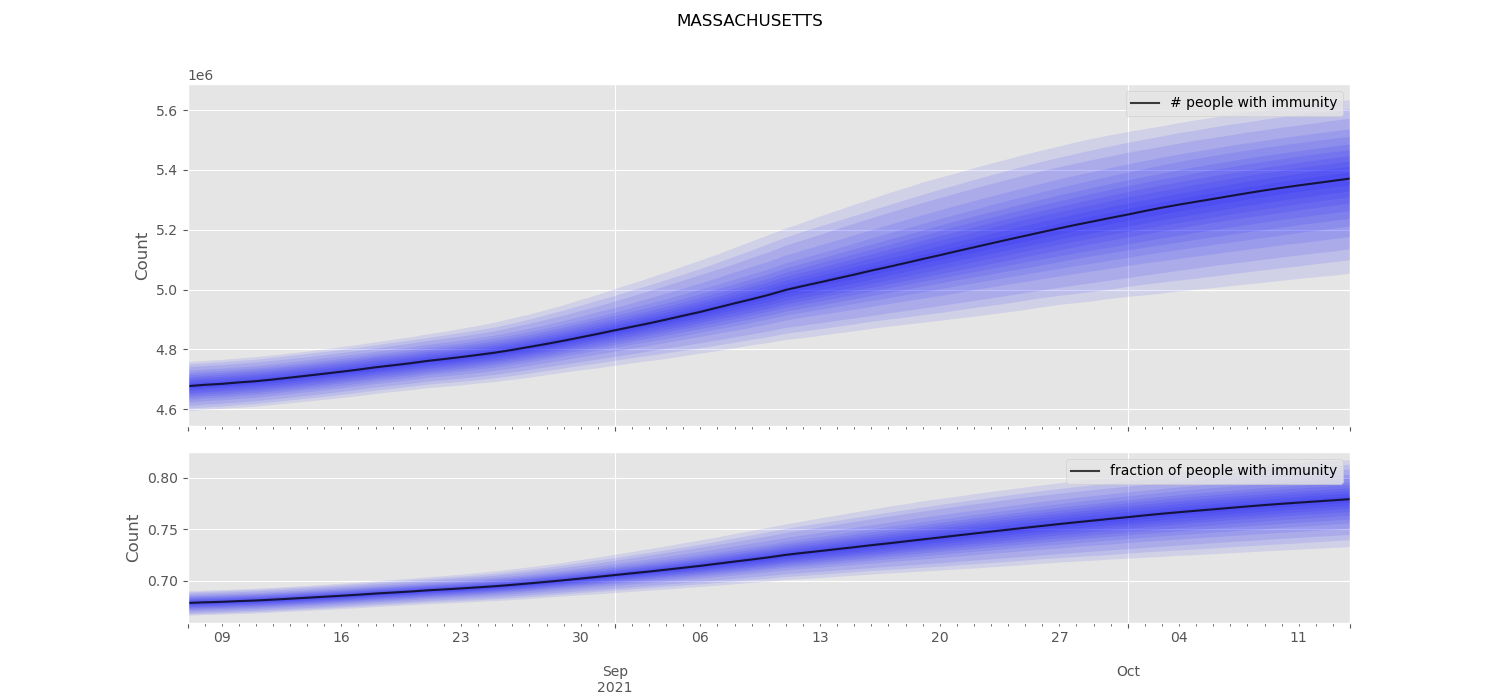 MASSACHUSETTS
1e6
# people with immunity
5.6
5.4
5.2
5.0
4.8
4.6
Count
fraction of people with immunity
0.80
0.75
0.70
Count
09 16 23 30 06 13 20 27 04 11
Sep Oct
2021